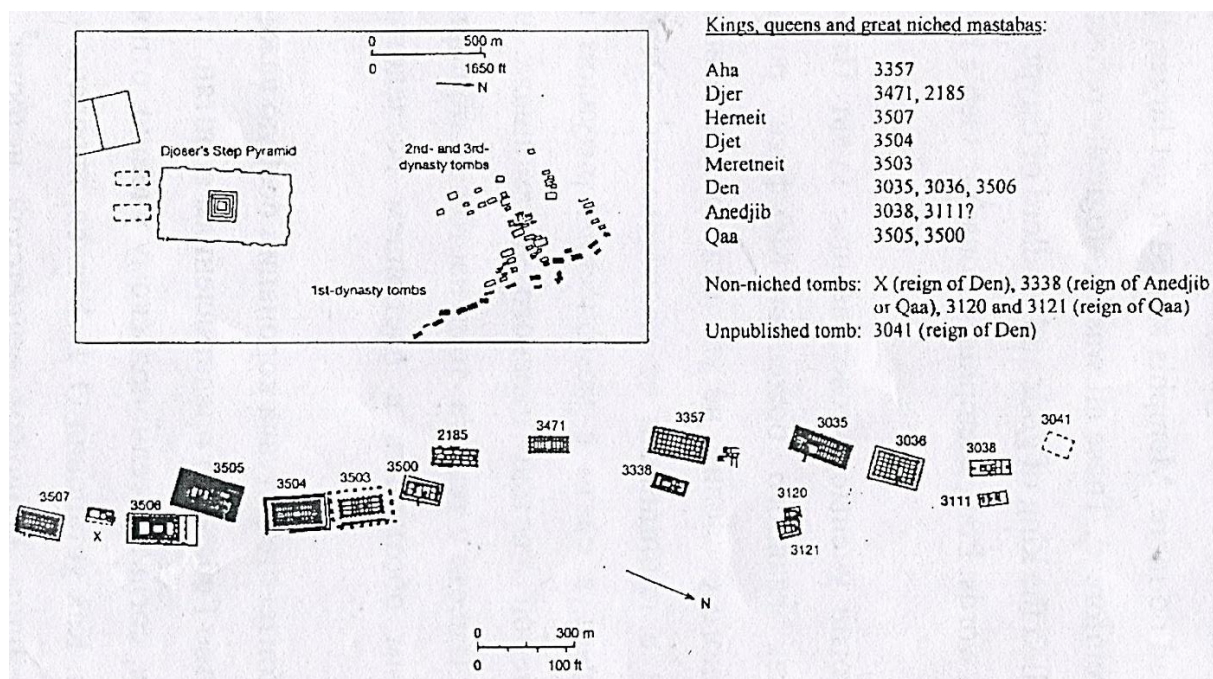 0 500 m
0 1650 ft
N
Djoser's Step Pyramid
2nd- and 3rd-
dynasty tombs
1st-dynasty tombs
Kings, queens and great niched mastabas:
Aha 3357
Djer 3471, 2185
Herneit 3507
Djet 3504
Meretneit 3503
Den 3035, 3036, 3506
Anedjib 3038, 3111?
Qaa 3505, 3500
Non-niched tombs: X (reign of Den), 3338 (reign of Anedjib
or Qaa), 3120 and 3121 (reign of Qaa)
Unpublished tomb: 3041 (reign of Den)
3507
X
3506
3505
3504
3503
3500
2185
3471
3357
3338
3035
3120
3121
3036
3038
3111
3041
N
0 300 m
0 100 ft